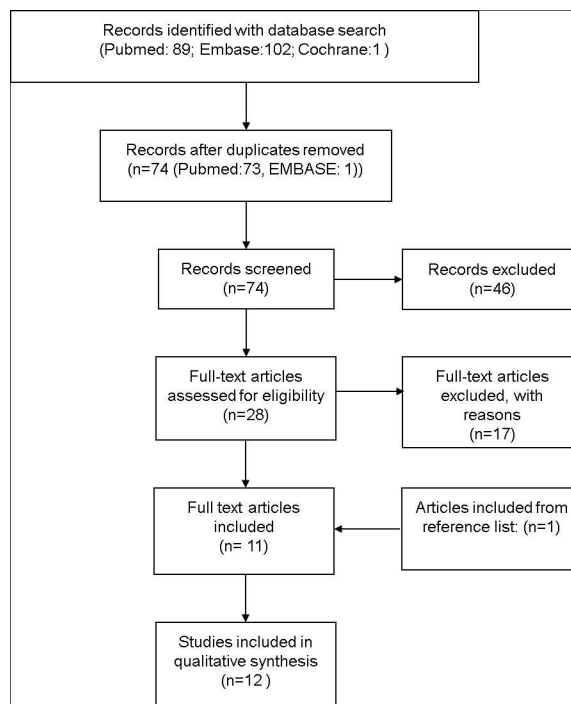 Records identified with database search
(Pubmed: 89; Embase:102; Cochrane:1 )
Records after duplicates removed
(n=74 (Pubmed:73, EMBASE: 1))
Records screened
(n=74)
Records excluded
(n=46)
Full-text articles
assessed for eligibility
(n=28)
Full-text articles
excluded, with
reasons
(n=17)
Full text articles
included
(n= 11)
Articles included from
reference list: (n=1)
Studies included in
qualitative synthesis
(n=12 )